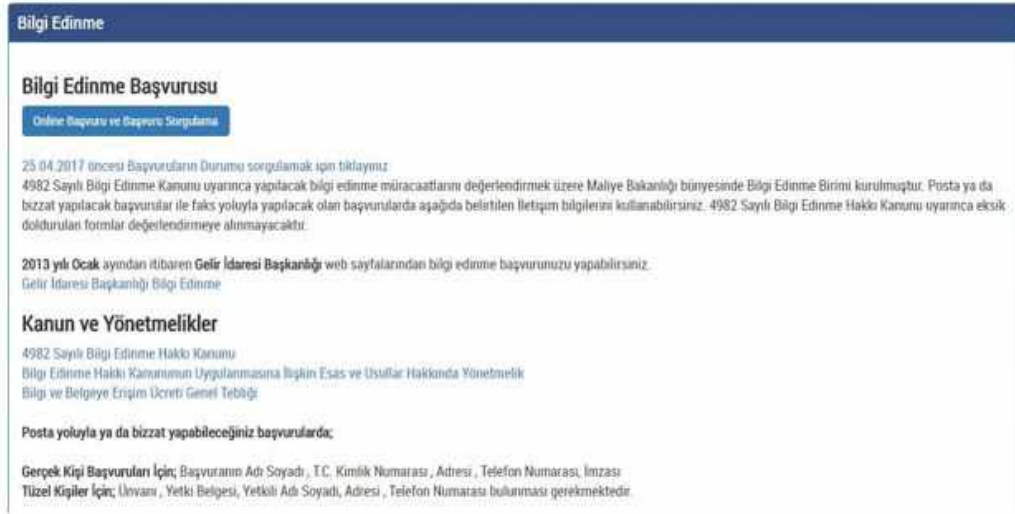 Bilgi Edinme
Bilgi Edinme Başvurusu
Online Başvuru ve Başvuru Sorgulama
25.04.2017 öncesi Başvuruların Durumu sorgulamak için tıklayınız
4982 Sayılı Bilgi Edinme Kanunu uyarınca yapılacak bilgi edinme müracaatlarını değerlendirmek üzere Maliye Bakanlığı bünyesinde Bilgi Edinme Birimi kurulmuştur. Posta ya da
bizzat yapılacak başvurular ile faks yoluyla yapılacak olan başvurularda aşağıda belirtilen İletişim bilgilerini kullanabilirsiniz. 4982 Sayılı Bilgi Edinme Hakkı Kanunu uyarınca eksik
doldurulan formlar değerlendirmeye alınmayacaktır.
2013 yılı Ocak ayından itibaren Gelir İdaresi Başkanlığı web sayfalarından bilgi edinme başvurunuzu yapabilirsiniz.
Gelir İdaresi Başkanlığı Bilgi Edinme
Kanun ve Yönetmelikler
4982 Sayılı Bilgi Edinme Hakkı Kanunu
Bilgi Edinme Hakkı Kanununun Uygulanmasına İlişkin Esas ve Usullar Hakkında Yönetmelik
Bilgi ve Belgeye Erişim Ücreti Genel Tebliği
Posta yoluyla ya da bizzat yapabileceğiniz başvurularda;
Gerçek Kişi Başvuruları İçin; Başvuranın Adı Soyadı , T.C. Kimlik Numarası , Adresi , Telefon Numarası, İmzası
Tüzel Kişiler İçin; Ünvanı , Yetki Belgesi, Yetkili Adı Soyadı, Adresi , Telefon Numarası bulunması gerekmektedir.